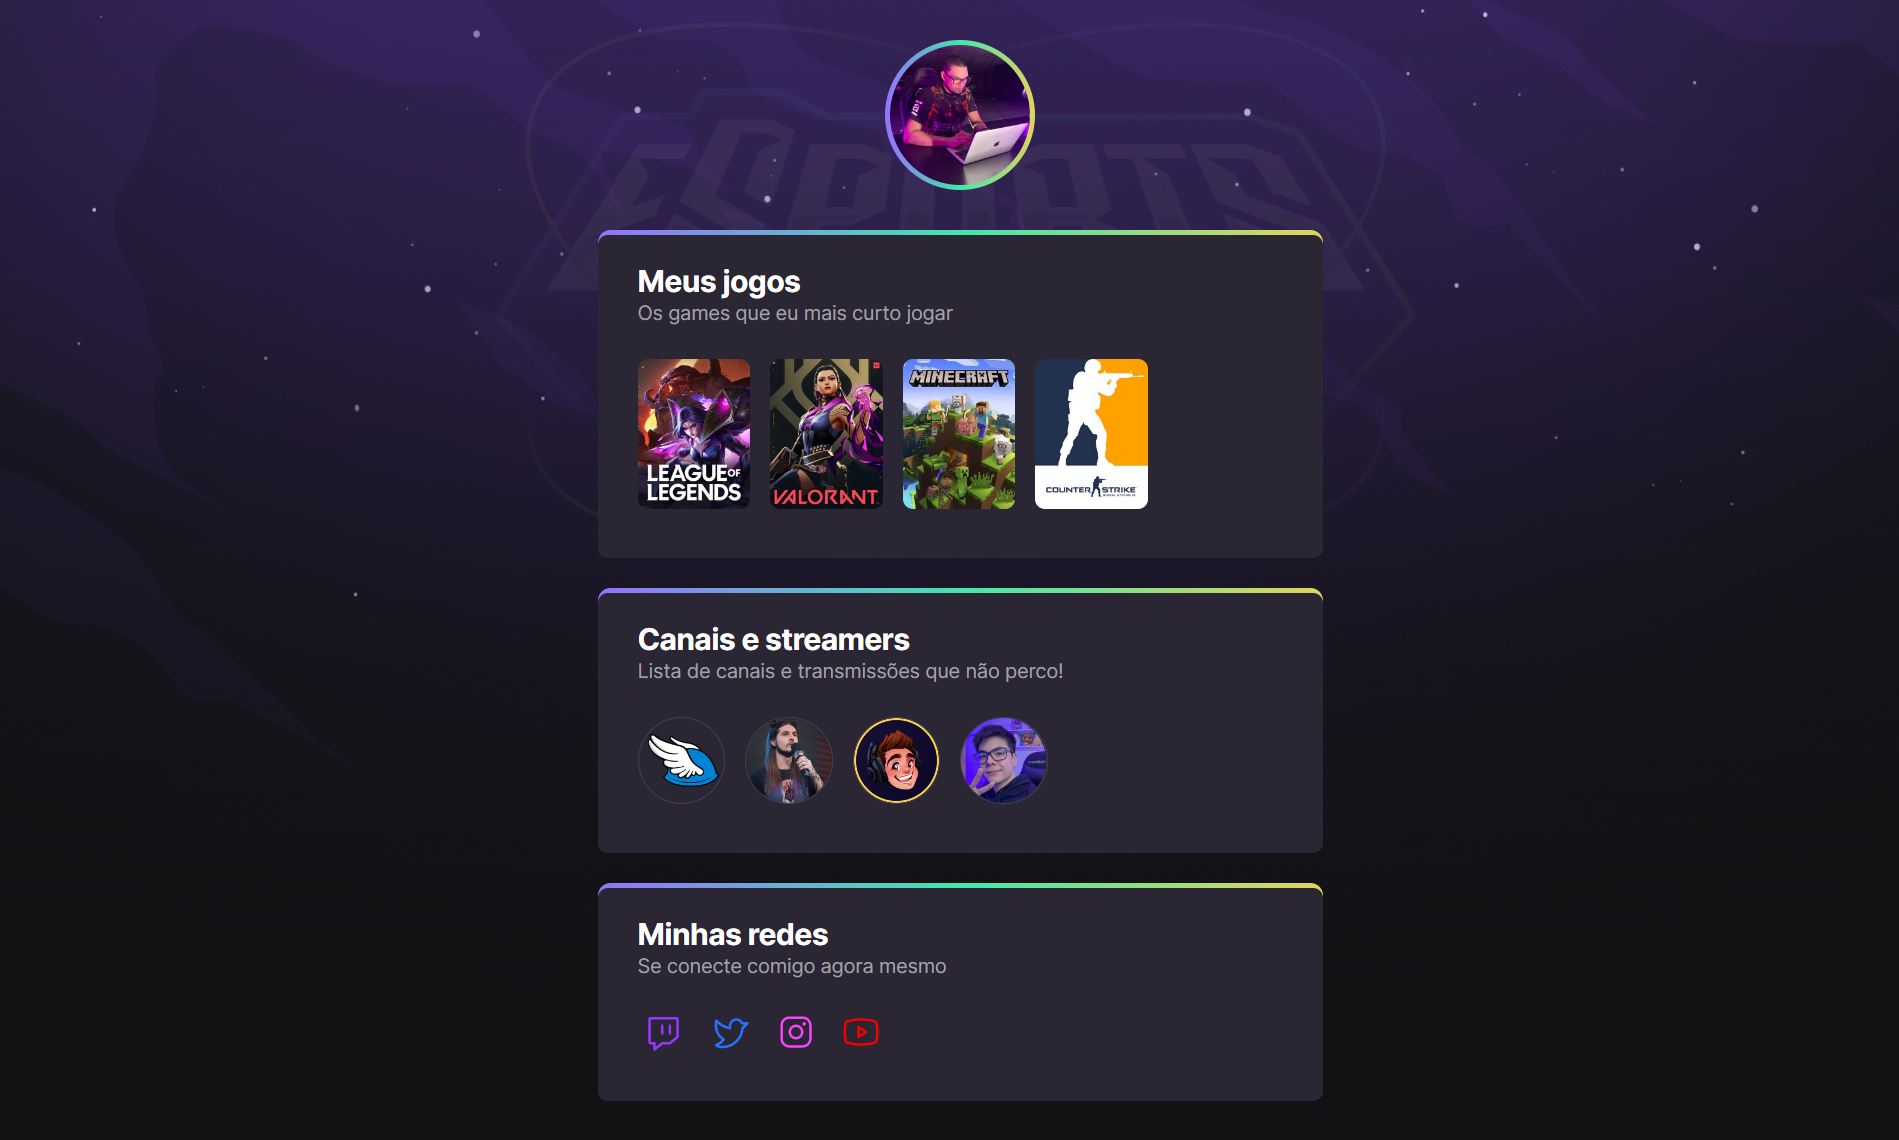 ESPORTS
Meus jogos
Os games que eu mais curto jogar
LEAGUE OF
LEGENDS
VALORANT
MINECRAFT
COUNTER STRIKE
Canais e streamers
Lista de canais e transmissões que não perco!
Minhas redes
Se conecte comigo agora mesmo